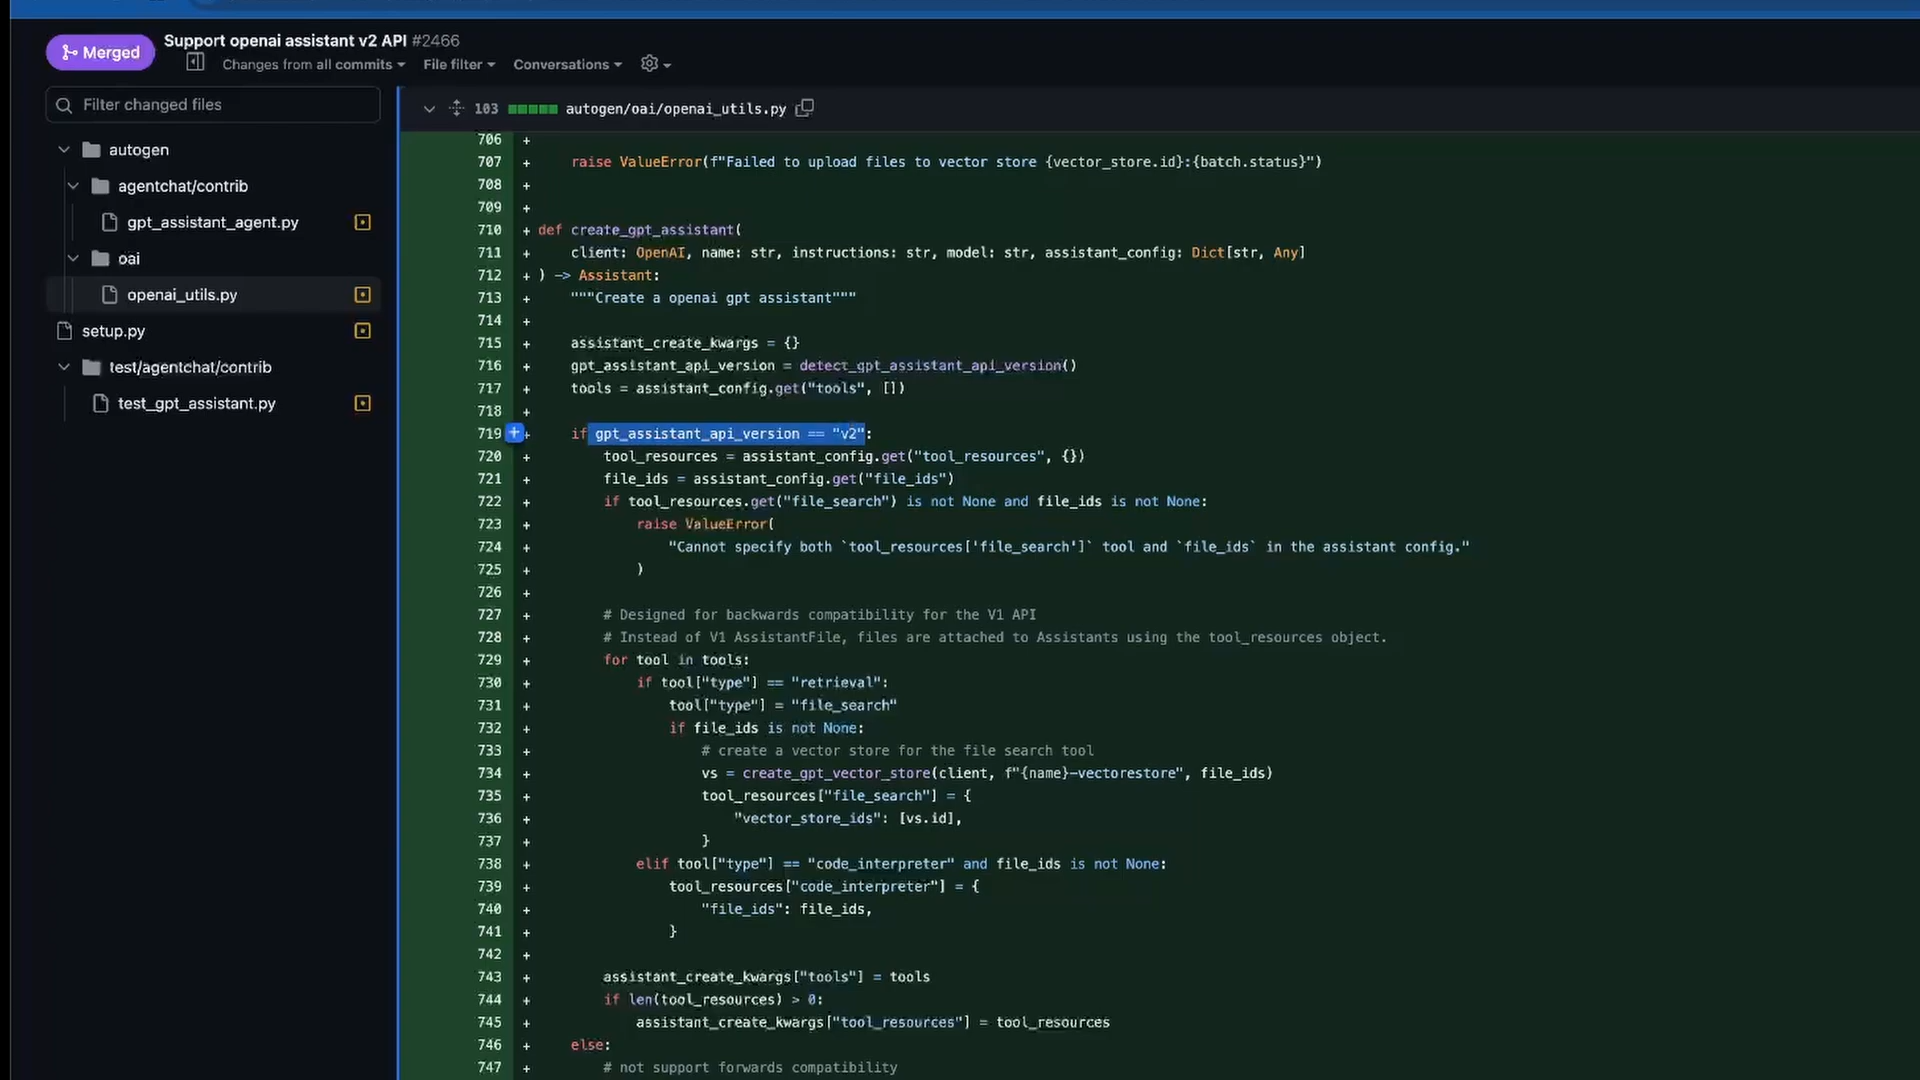 Merged
Support openai assistant v2 API #2466
Changes from all commits
File filter
Conversations
Filter changed files
autogen
agentchat/contrib
gpt_assistant_agent.py
oai
openai_utils.py
setup.py
test/agentchat/contrib
test_gpt_assistant.py
103 autogen/oai/openai_utils.py
706 +
707 + raise ValueError(f"Failed to upload files to vector store {vector_store.id}:{batch.status}")
708 +
709 +
710 + def create_gpt_assistant(
711 + client: OpenAI, name: str, instructions: str, model: str, assistant_config: Dict[str, Any]
712 + ) -> Assistant:
713 + """Create a openai gpt assistant"""
714 +
715 + assistant_create_kwargs = {}
716 + gpt_assistant_api_version = detect_gpt_assistant_api_version()
717 + tools = assistant_config.get("tools", [])
718 +
719 + if gpt_assistant_api_version == "v2":
720 + tool_resources = assistant_config.get("tool_resources", {})
721 + file_ids = assistant_config.get("file_ids")
722 + if tool_resources.get("file_search") is not None and file_ids is not None:
723 + raise ValueError(
724 + "Cannot specify both `tool_resources['file_search']` tool and `file_ids` in the assistant config."
725 + )
726 +
727 + # Designed for backwards compatibility for the V1 API
728 + # Instead of V1 AssistantFile, files are attached to Assistants using the tool_resources object.
729 + for tool in tools:
730 + if tool["type"] == "retrieval":
731 + tool["type"] = "file_search"
732 + if file_ids is not None:
733 + # create a vector store for the file search tool
734 + vs = create_gpt_vector_store(client, f"{name}-vectorestore", file_ids)
735 + tool_resources["file_search"] = {
736 + "vector_store_ids": [vs.id],
737 + }
738 + elif tool["type"] == "code_interpreter" and file_ids is not None:
739 + tool_resources["code_interpreter"] = {
740 + "file_ids": file_ids,
741 + }
742 +
743 + assistant_create_kwargs["tools"] = tools
744 + if len(tool_resources) > 0:
745 + assistant_create_kwargs["tool_resources"] = tool_resources
746 + else:
747 + # not support forwards compatibility